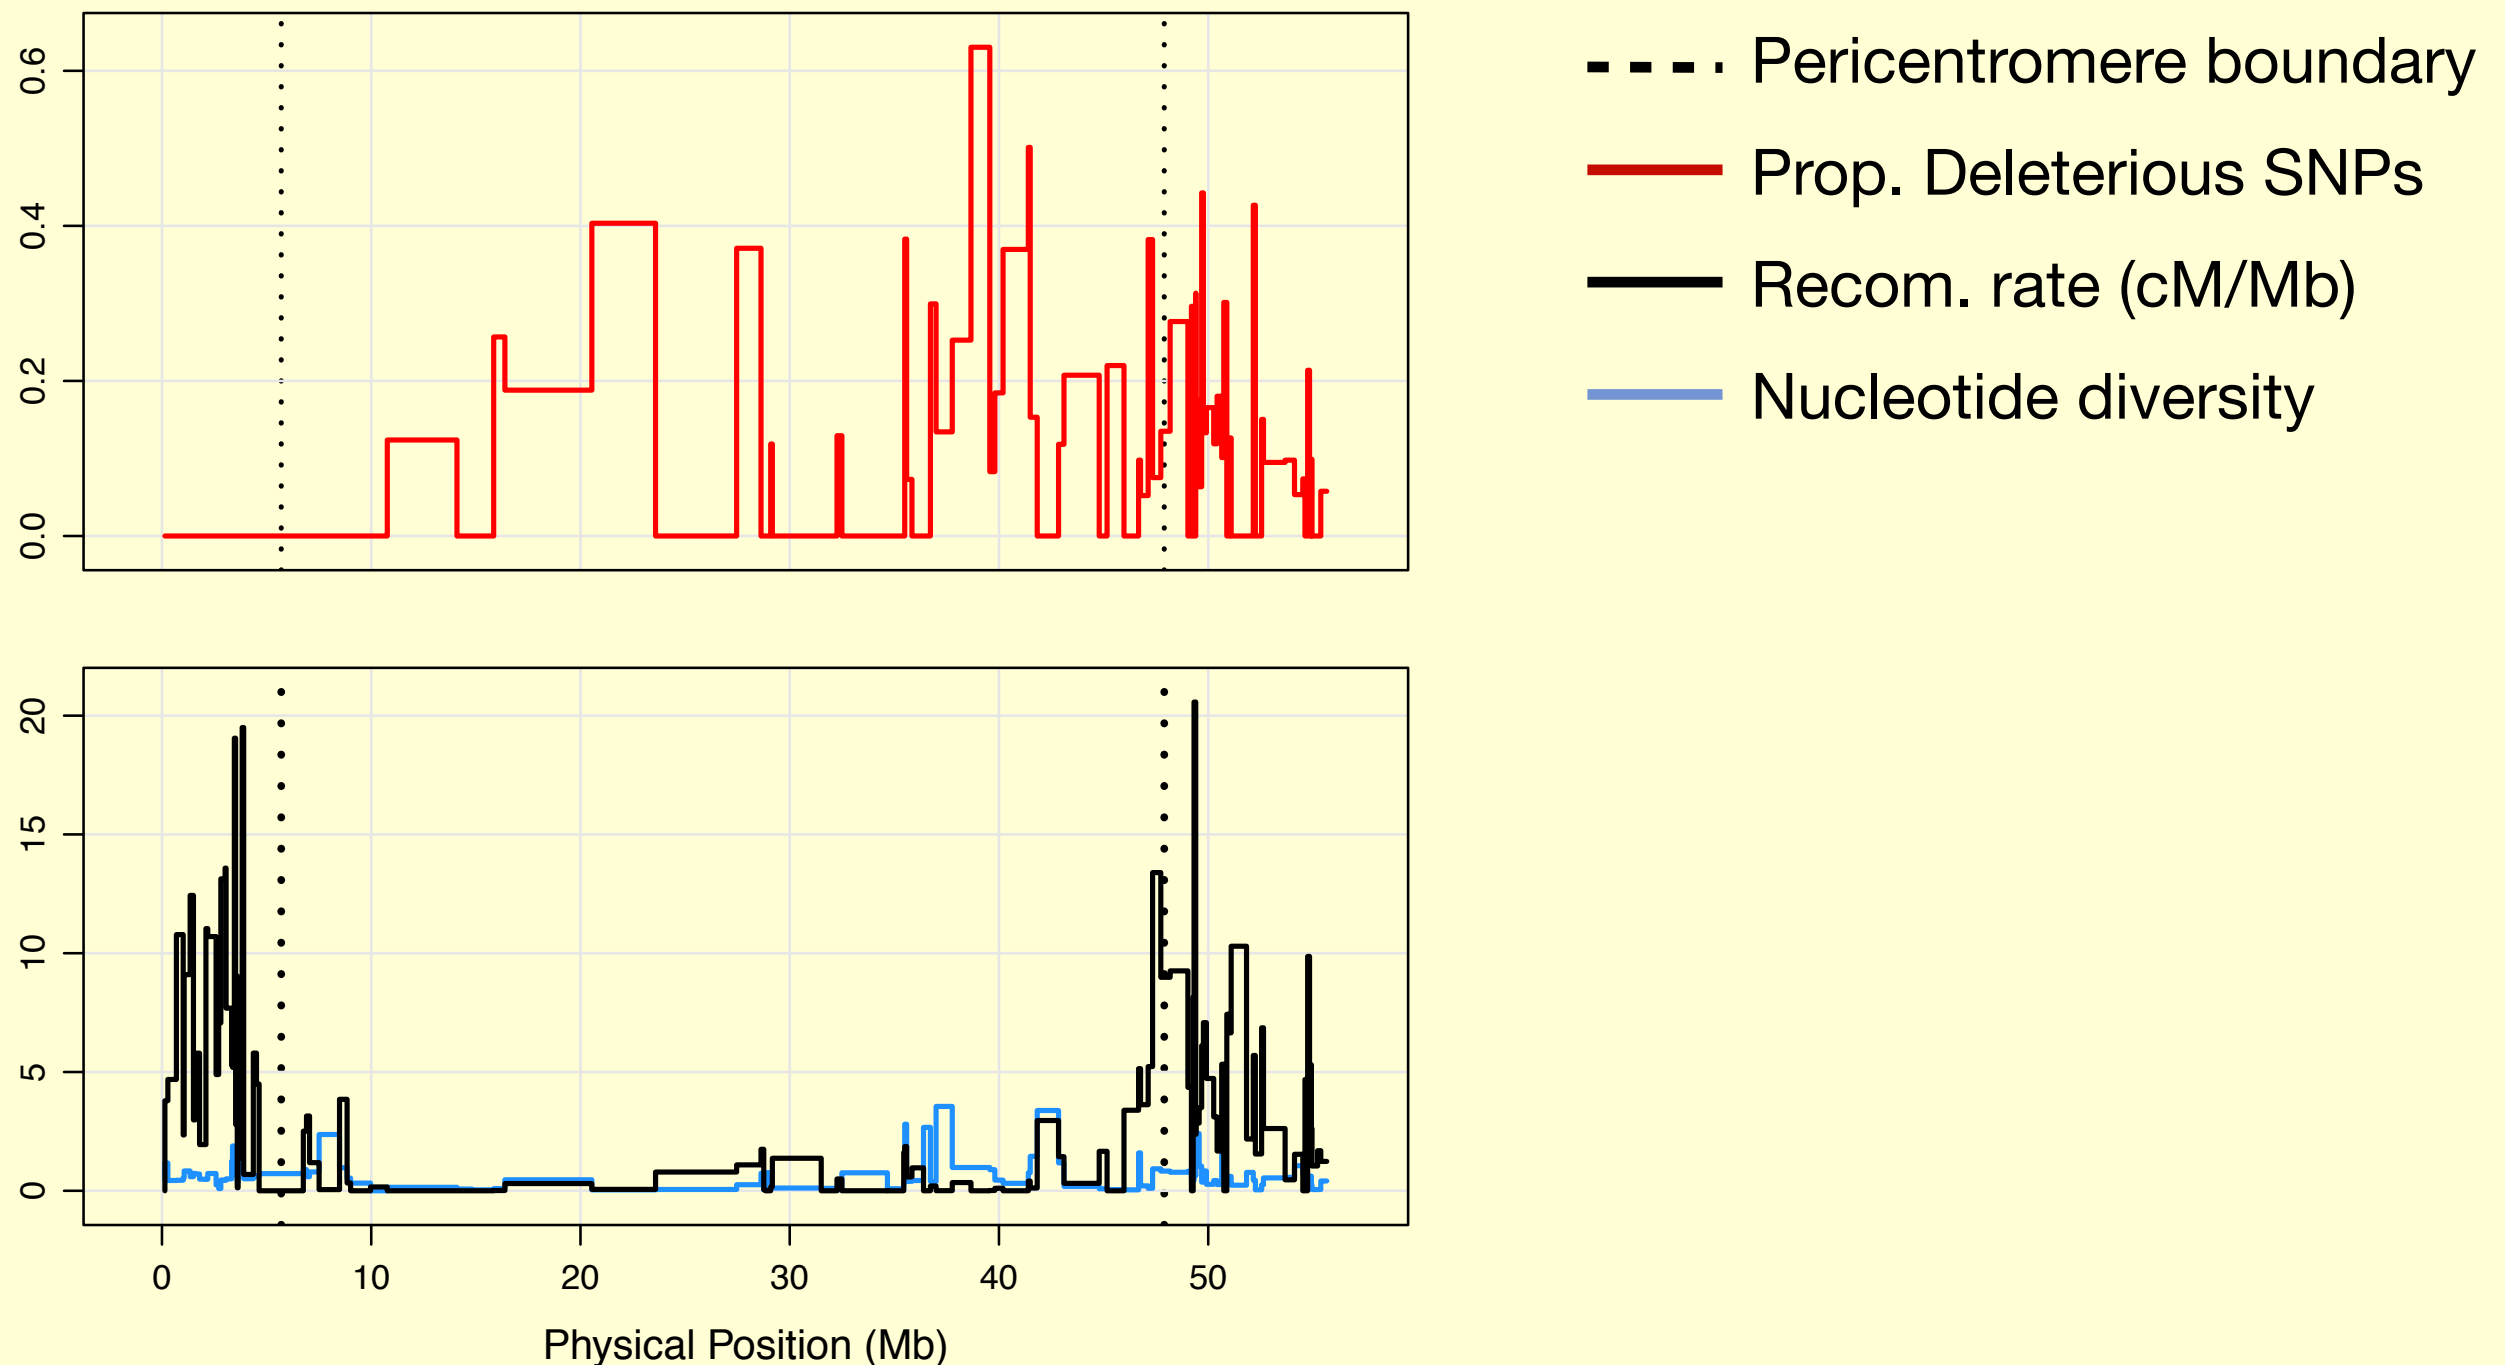 0.6
0.4
0.2
0.0
Pericentromere boundary
Prop. Deleterious SNPs
Recom. rate (cM/Mb)
Nucleotide diversity
20
15
10
5
0
0 10 20 30 40 50
Physical Position (Mb)